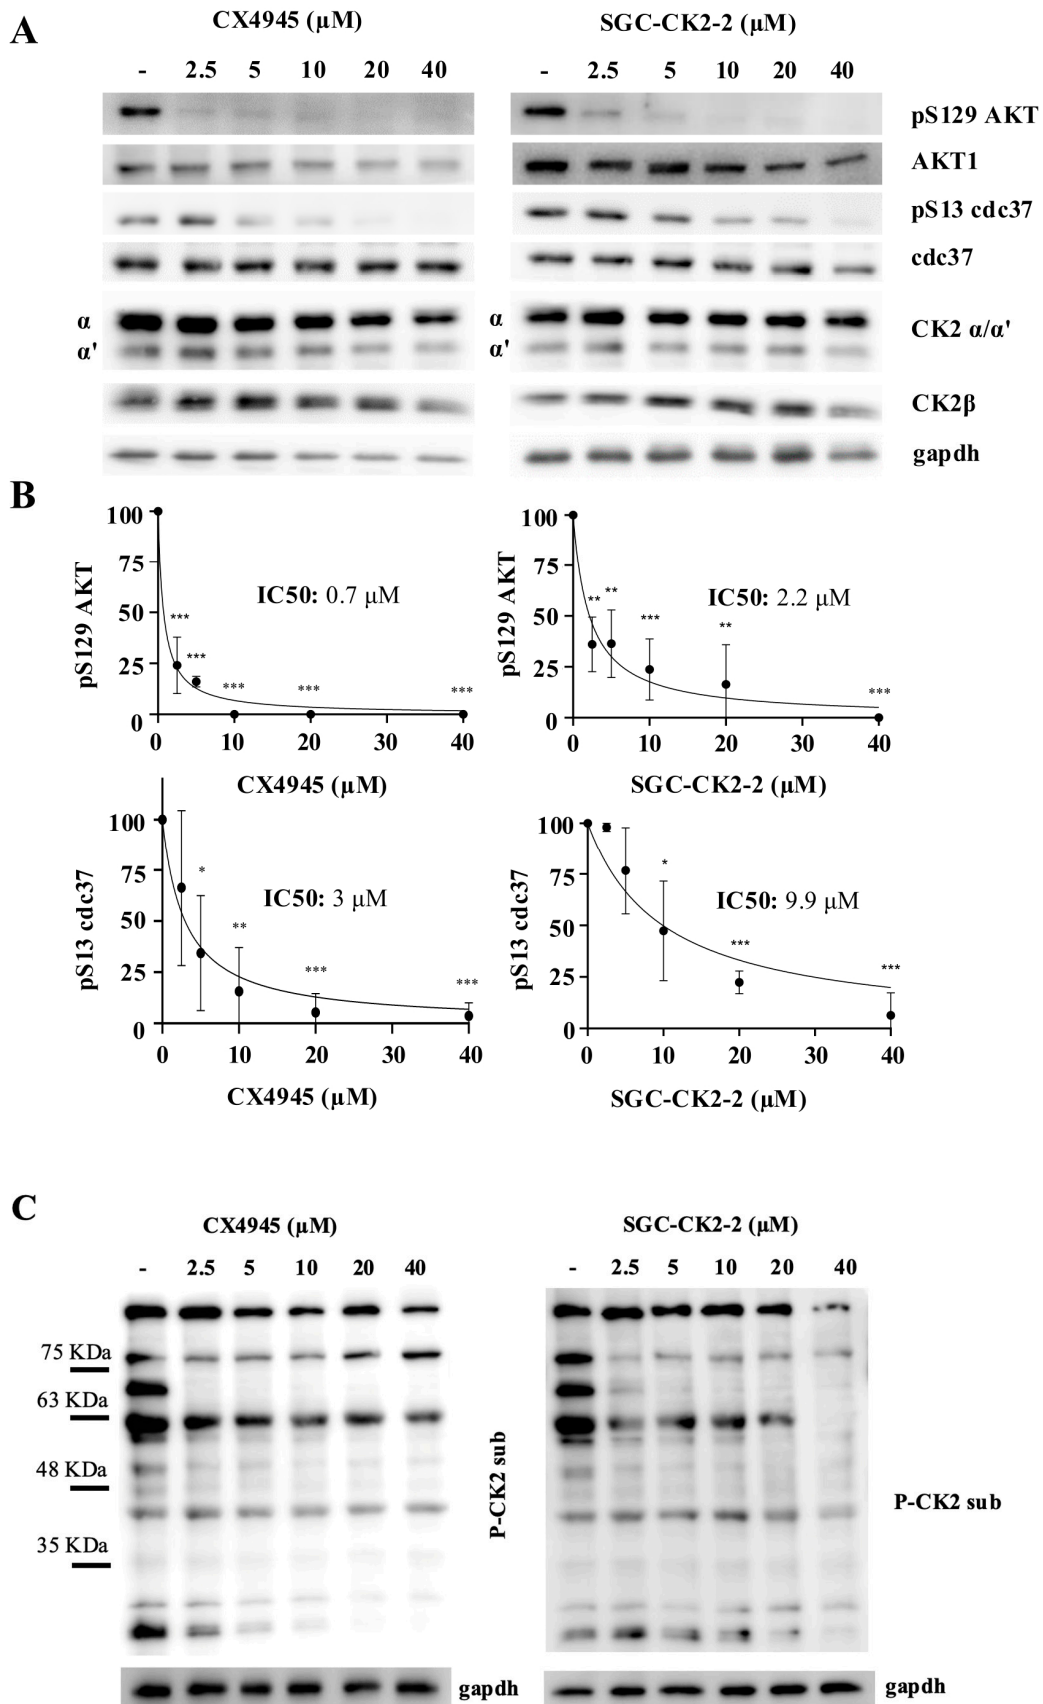 A
CX4945 (µM)
SGC-CK2-2 (µM)
- 2.5 5 10 20 40
- 2.5 5 10 20 40
pS129 AKT
AKT1
pS13 cdc37
cdc37
α
α'
α
α'
CK2 α/α'
CK2β
gapdh
B
pS129 AKT
100
75
50
25
0
IC50: 0.7 µM
***
***
***
***
***
0 10 20 30 40
CX4945 (µM)
pS129 AKT
100
75
50
25
0
IC50: 2.2 µM
**
**
***
**
***
0 10 20 30 40
SGC-CK2-2 (µM)
pS13 cdc37
100
75
50
25
0
IC50: 3 µM
*
**
***
***
0 10 20 30 40
CX4945 (µM)
pS13 cdc37
100
75
50
25
0
IC50: 9.9 µM
*
***
***
0 10 20 30 40
SGC-CK2-2 (µM)
C
CX4945 (µM)
- 2.5 5 10 20 40
75 KDa
63 KDa
48 KDa
35 KDa
P-CK2 sub
gapdh
SGC-CK2-2 (µM)
- 2.5 5 10 20 40
P-CK2 sub
gapdh